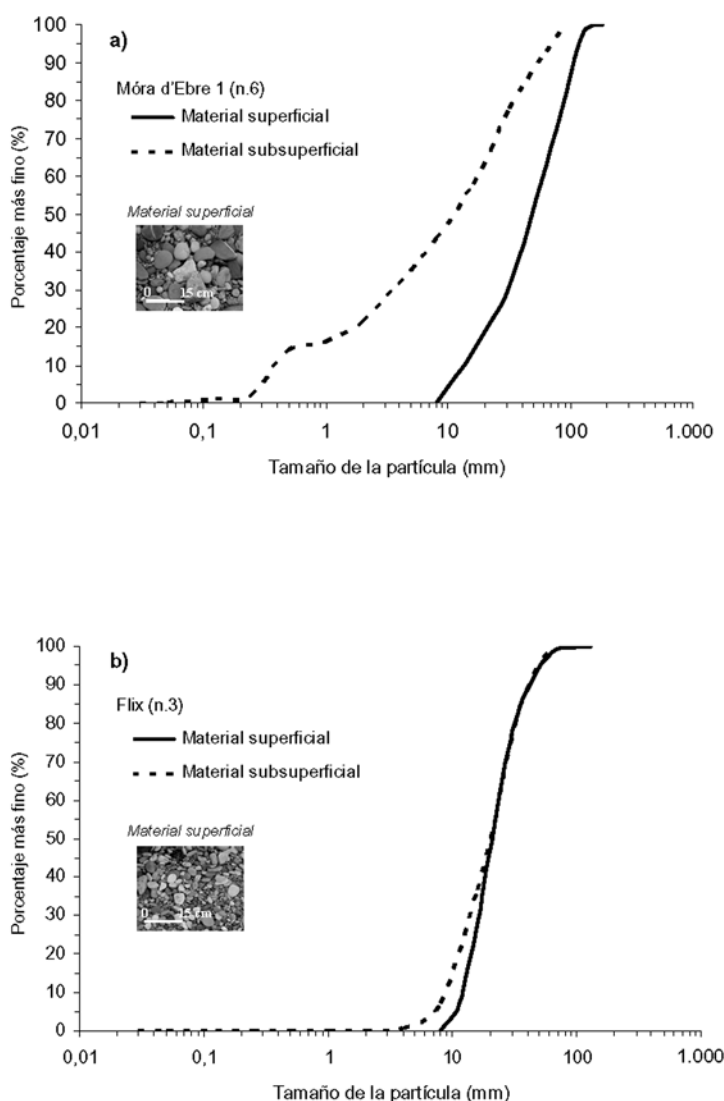 a)
Móra d'Ebre 1 (n.6)
Material superficial
Material subsuperficial
Material superficial
0 15 cm
Porcentaje más fino (%)
100
90
80
70
60
50
40
30
20
10
0
0,01 0,1 1 10 100 1.000
Tamaño de la partícula (mm)
b)
Flix (n.3)
Material superficial
Material subsuperficial
Material superficial
0 15 cm
Porcentaje más fino (%)
100
90
80
70
60
50
40
30
20
10
0
0,01 0,1 1 10 100 1.000
Tamaño de la partícula (mm)